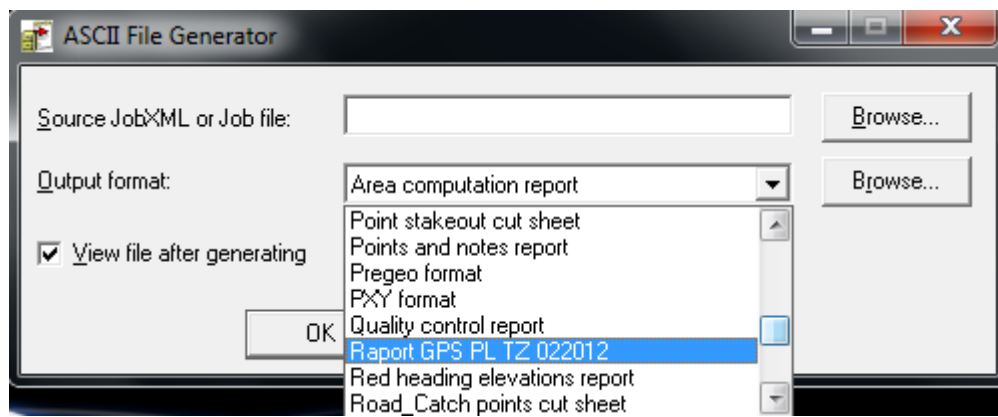 ASCII File Generator
Source JobXML or Job file:
Browse...
Output format:
Area computation report
Browse...
Point stakeout cut sheet
Points and notes report
View file after generating
Pregeo format
PXY format
OK
Quality control report
Raport GPS PL TZ 022012
Red heading elevations report
Road_Catch points cut sheet